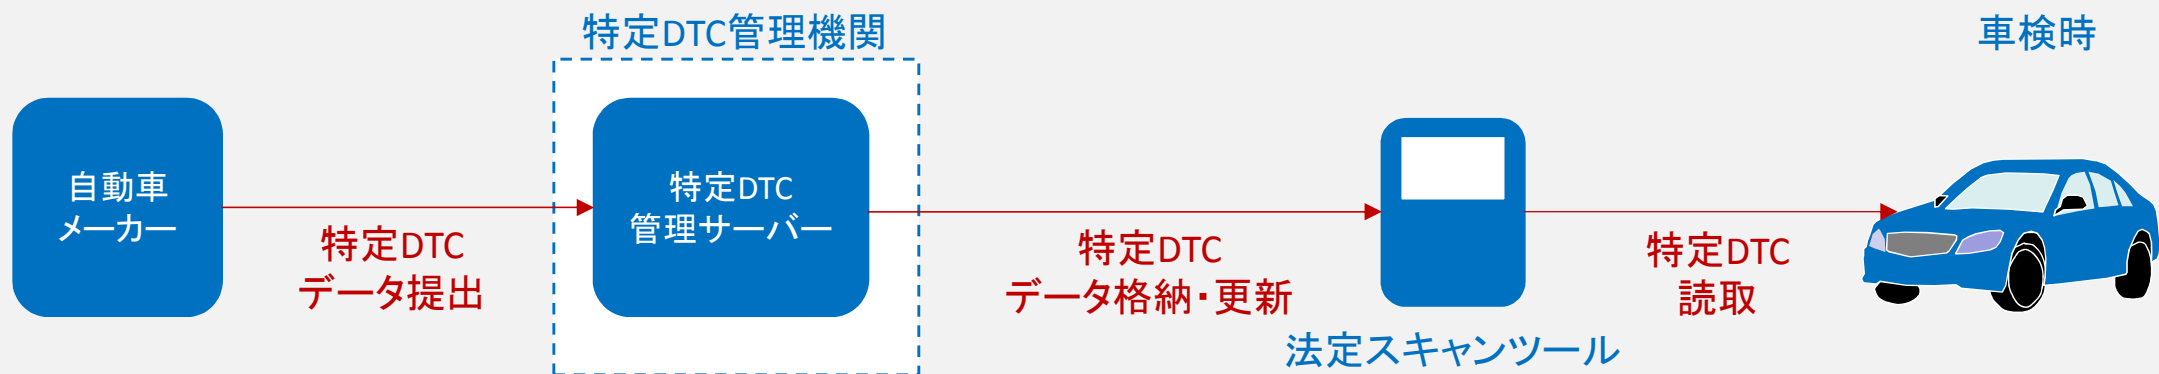 特定DTC管理機関
車検時
自動車
メーカー
特定DTC
データ提出
特定DTC
管理サーバー
特定DTC
データ格納・更新
法定スキャンツール
特定DTC
読取